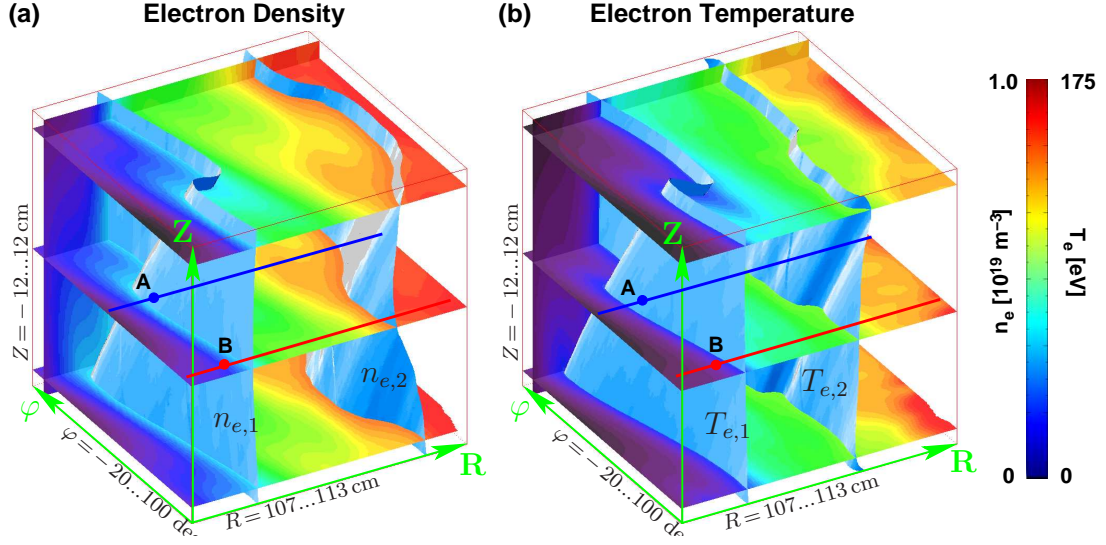 (a) Electron Density
Z
A
B
n_{e,1}
n_{e,2}
φ
R
Z = − 12...12 cm
φ = − 20...100 de
R = 107...113 cm
(b) Electron Temperature
Z
A
B
T_{e,1}
T_{e,2}
φ
R
Z = − 12...12 cm
φ = − 20...100 de
R = 107...113 cm
1.0 175
n_e [10^{19} m^{-3}]
T_e [eV]
0 0